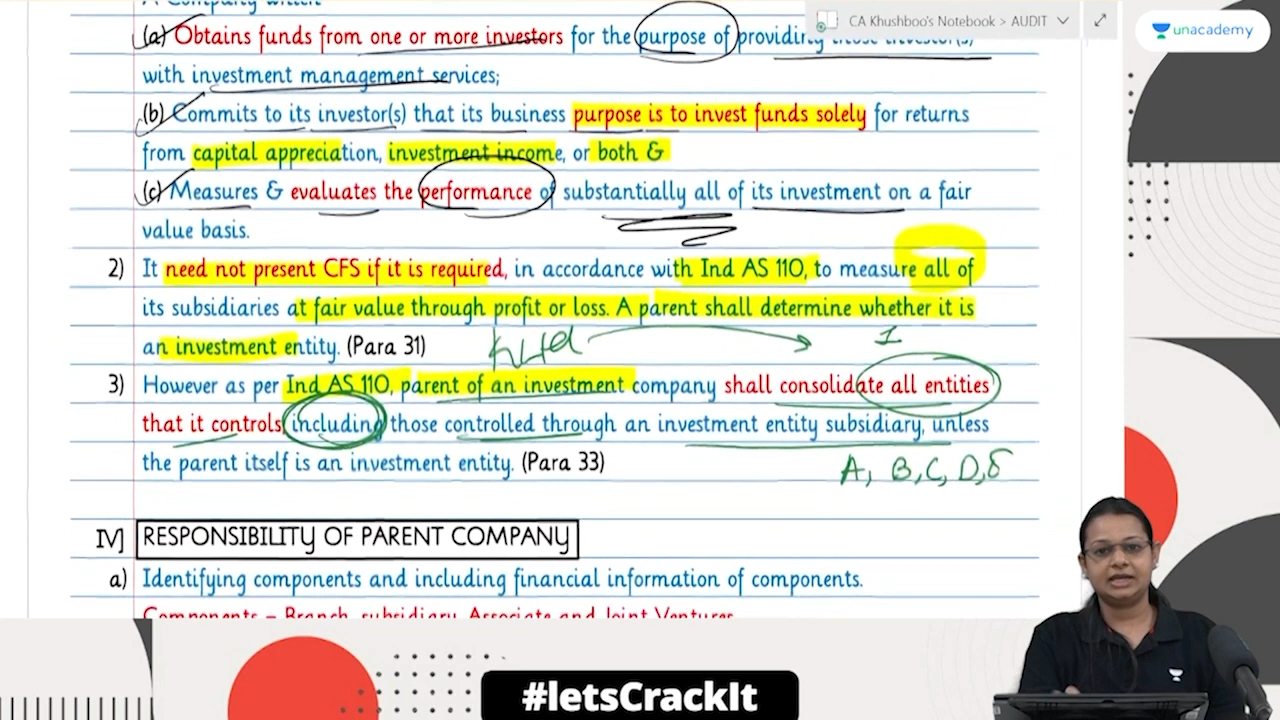 A Company which
CA Khushboo's Notebook > AUDIT
unacademy
(a) Obtains funds from one or more investors for the purpose of providing those investor(s)
with investment management services;
(b) Commits to its investor(s) that its business purpose is to invest funds solely for returns
from capital appreciation, investment income, or both &
(c) Measures & evaluates the performance of substantially all of its investment on a fair
value basis.
2) It need not present CFS if it is required, in accordance with Ind AS 110, to measure all of
its subsidiaries at fair value through profit or loss. A parent shall determine whether it is
an investment entity. (Para 31)
I
3) However as per Ind AS 110, parent of an investment company shall consolidate all entities
that it controls, including those controlled through an investment entity subsidiary, unless
the parent itself is an investment entity. (Para 33)
A, B, C, D,
IV] RESPONSIBILITY OF PARENT COMPANY
a) Identifying components and including financial information of components.
Components – Branch, subsidiary, Associate and Joint Ventures
#letsCrackIt